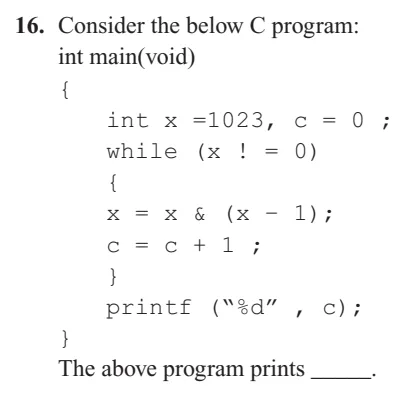 16. Consider the below C program:
int main(void)
{
int x =1023, c = 0 ;
while (x ! = 0)
{
x = x & (x - 1);
c = c + 1 ;
}
printf (“%d” , c);
}
The above program prints _____.